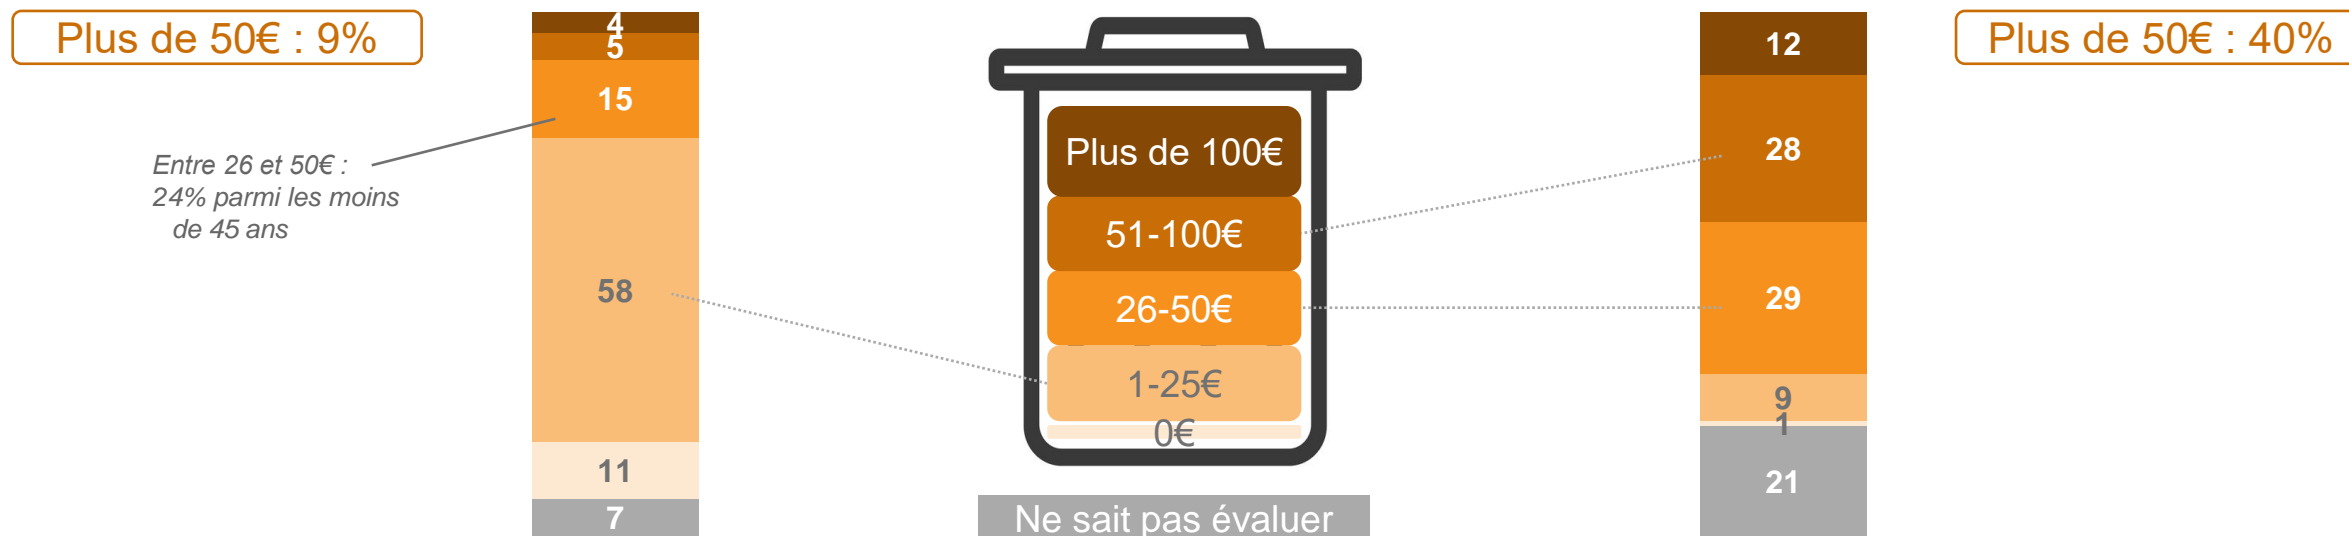 Plus de 50€ : 9%
Entre 26 et 50€ :
24% parmi les moins
de 45 ans
4
5
15
58
11
7
Plus de 100€
51-100€
26-50€
1-25€
0€
Ne sait pas évaluer
12
28
29
9
1
21
Plus de 50€ : 40%